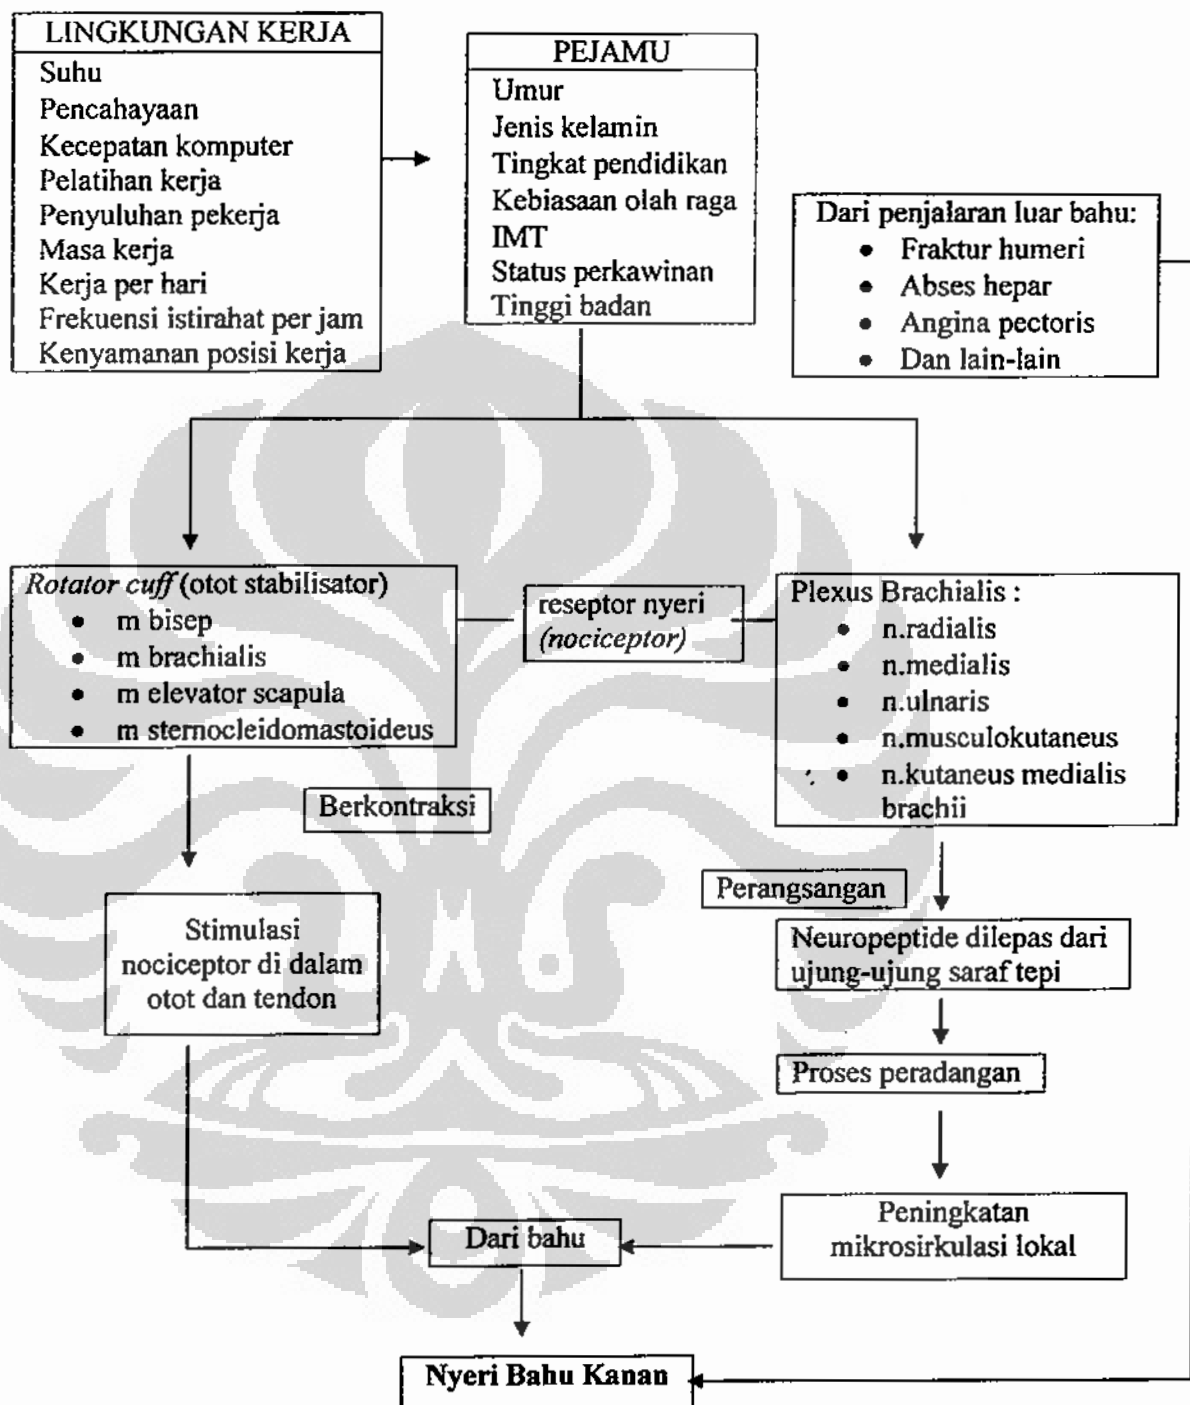 LINGKUNGAN KERJA
Suhu
Pencahayaan
Kecepatan komputer
Pelatihan kerja
Penyuluhan pekerja
Masa kerja
Kerja per hari
Frekuensi istirahat per jam
Kenyamanan posisi kerja
PEJAMU
Umur
Jenis kelamin
Tingkat pendidikan
Kebiasaan olah raga
IMT
Status perkawinan
Tinggi badan
Dari penjalaran luar bahu:
• Fraktur humeri
• Abses hepar
• Angina pectoris
• Dan lain-lain
Rotator cuff (otot stabilisator)
• m bisep
• m brachialis
• m elevator scapula
• m sternocleidomastoideus
reseptor nyeri
(nociceptor)
Plexus Brachialis :
• n.radialis
• n.medialis
• n.ulnaris
• n.musculokutaneus
• n.kutaneus medialis
brachii
Berkontraksi
Perangsangan
Stimulasi
nociceptor di dalam
otot dan tendon
Neuropeptide dilepas dari
ujung-ujung saraf tepi
Proses peradangan
Peningkatan
mikrosirkulasi lokal
Dari bahu
Nyeri Bahu Kanan